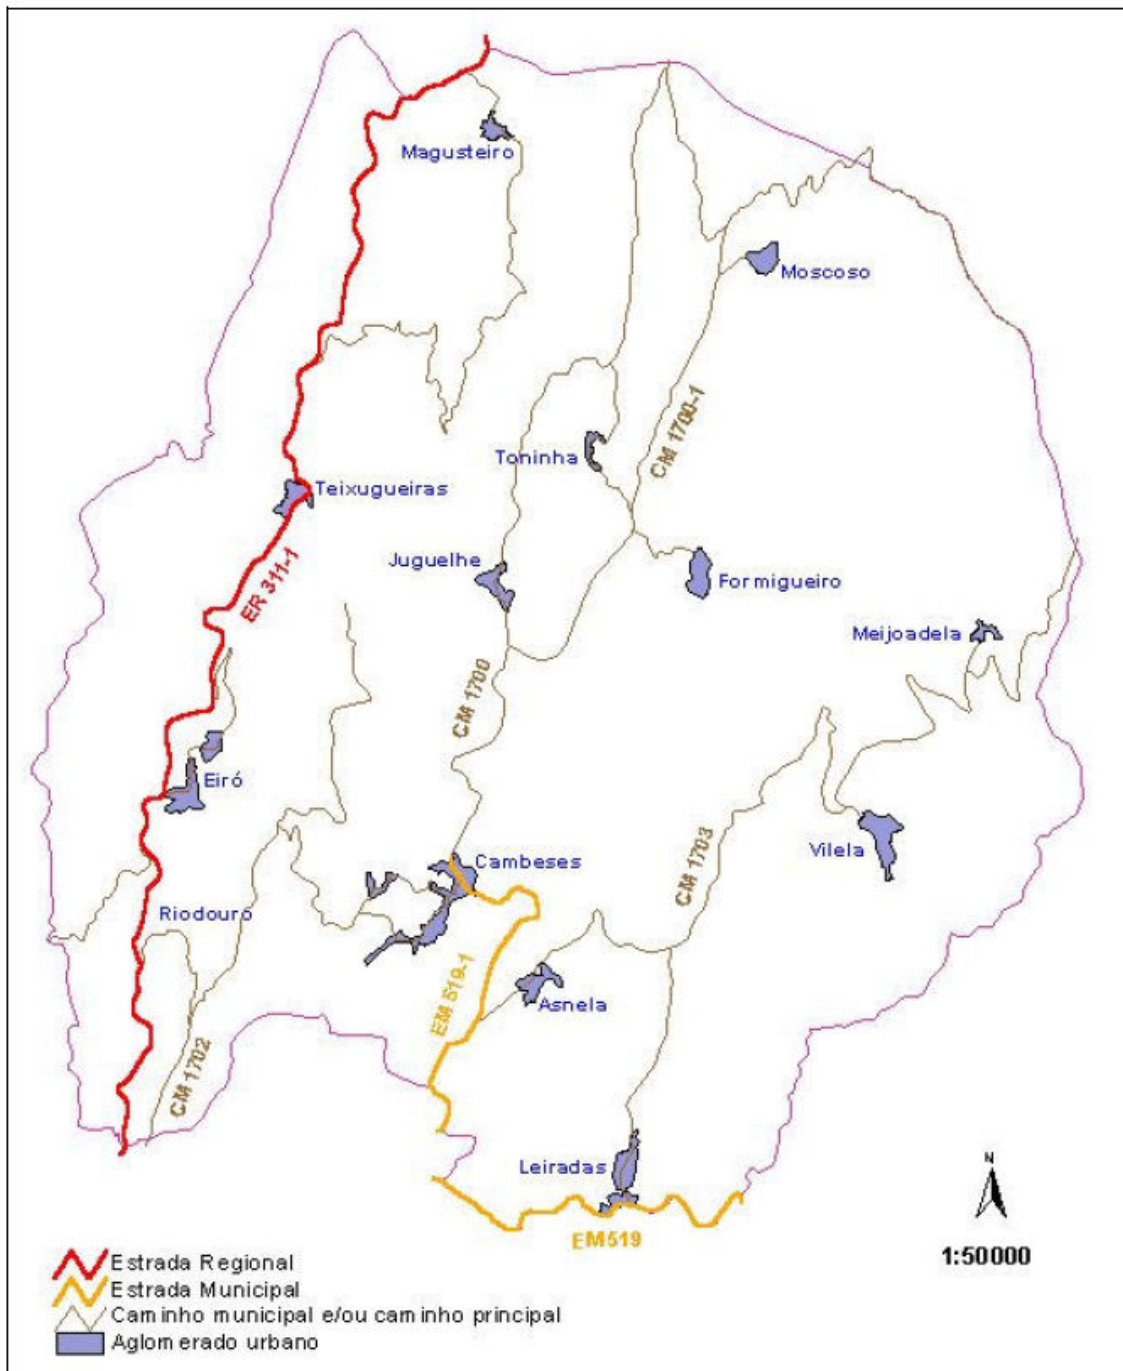 Magusteiro
Moscoso
CM 1700-1
Toninha
Teixugueiras
Juguelhe
Formigueiro
ER 311-1
Meijoadela
CM 1700
Eiró
Vilela
CM 1703
Cambeses
Riodouro
EM 519-1
Asnela
CM 1702
Leiradas
N
EM519
1:50000
Estrada Regional
Estrada Municipal
Caminho municipal e/ou caminho principal
Aglomerado urbano